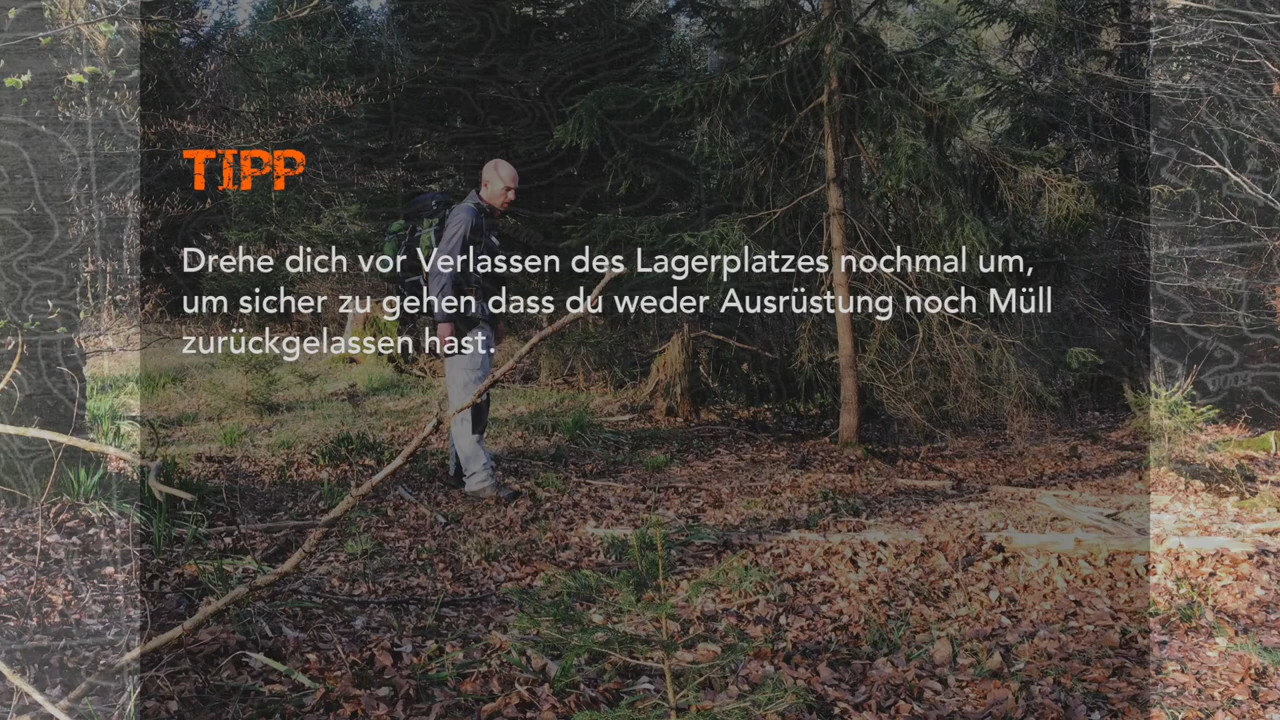 TIPP
Drehe dich vor Verlassen des Lagerplatzes nochmal um,
um sicher zu gehen dass du weder Ausrüstung noch Müll
zurückgelassen hast.